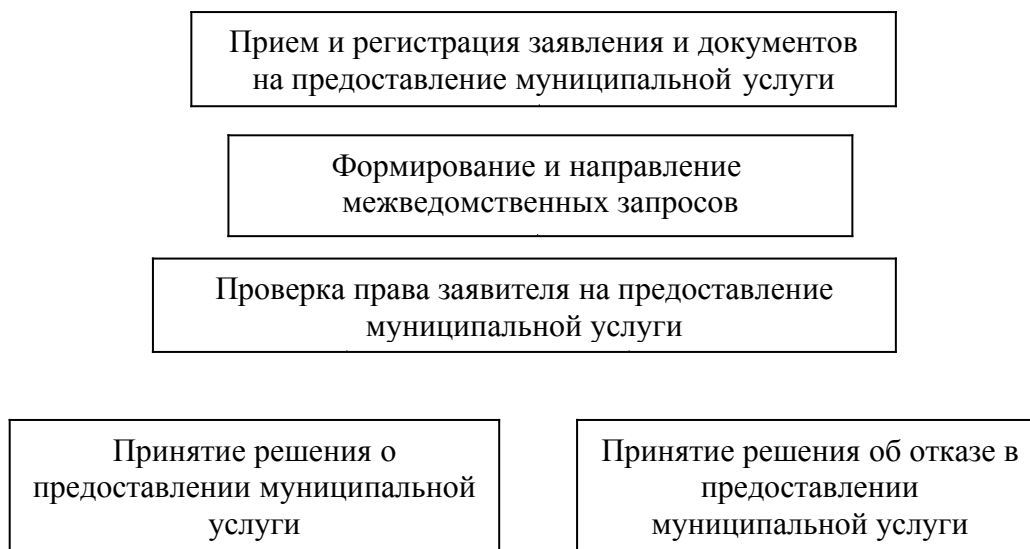 Прием и регистрация заявления и документов
на предоставление муниципальной услуги
Формирование и направление
межведомственных запросов
Проверка права заявителя на предоставление
муниципальной услуги
Принятие решения о
предоставлении муниципальной
услуги
Принятие решения об отказе в
предоставлении
муниципальной услуги